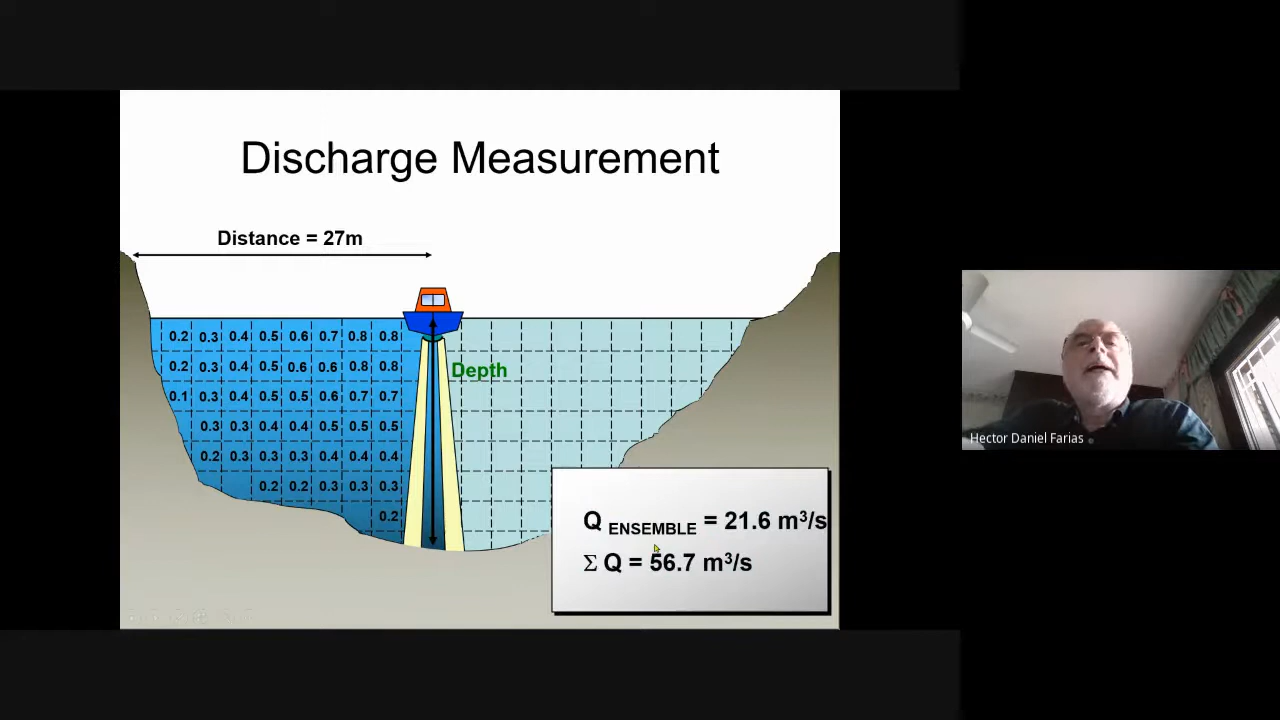 Discharge Measurement
Distance = 27m
0.2 0.3 0.4 0.5 0.6 0.7 0.8 0.8
0.2 0.3 0.4 0.5 0.6 0.6 0.8 0.8
Depth
0.1 0.3 0.4 0.5 0.5 0.6 0.7 0.7
0.3 0.3 0.4 0.4 0.5 0.5 0.5
0.2 0.3 0.3 0.3 0.4 0.4 0.4
0.2 0.2 0.3 0.3 0.3
0.2
Q ENSEMBLE = 21.6 m³/s
Σ Q = 56.7 m³/s
Hector Daniel Farias